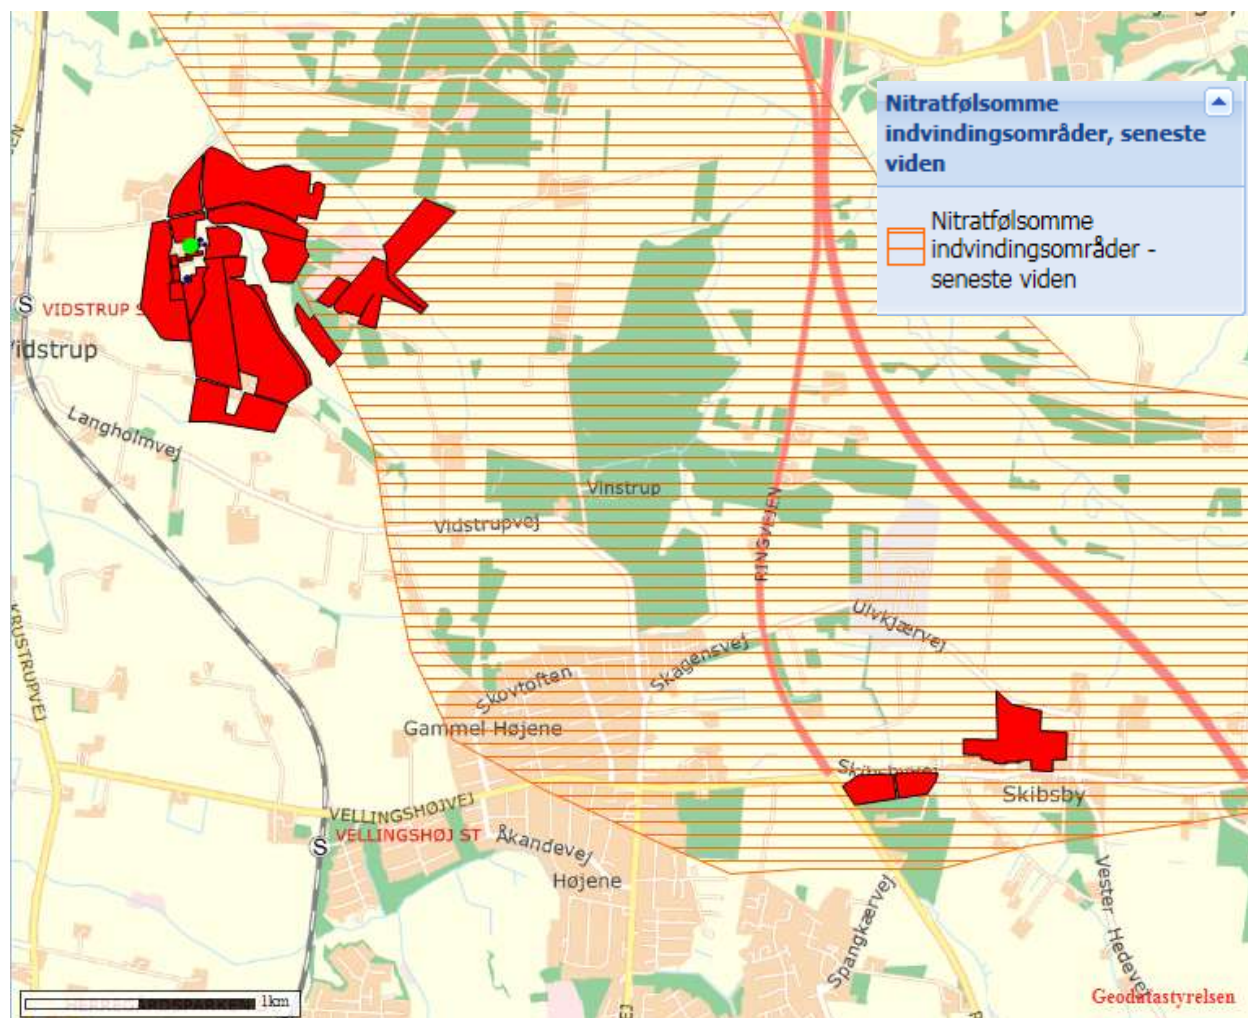 Nitratfølsomme
indvindingsområder, seneste
viden
Nitratfølsomme
indvindingsområder -
seneste viden
S
VIDSTRUP S
Vidstrup
Langholmvej
Vinstrup
Vidstrupvej
RINGVEJEN
Ulvkjærvej
KRUSTRUPVEJ
Skagensvej
Skovtoften
Gammel Højene
Skibsbyvej
Skibsby
VELLINGSHØJVEJ
S
VELLINGSHØJ ST
Åkandevej
Højene
Spangkærvej
Vester Hedevej
1km
Geodatastyrelsen